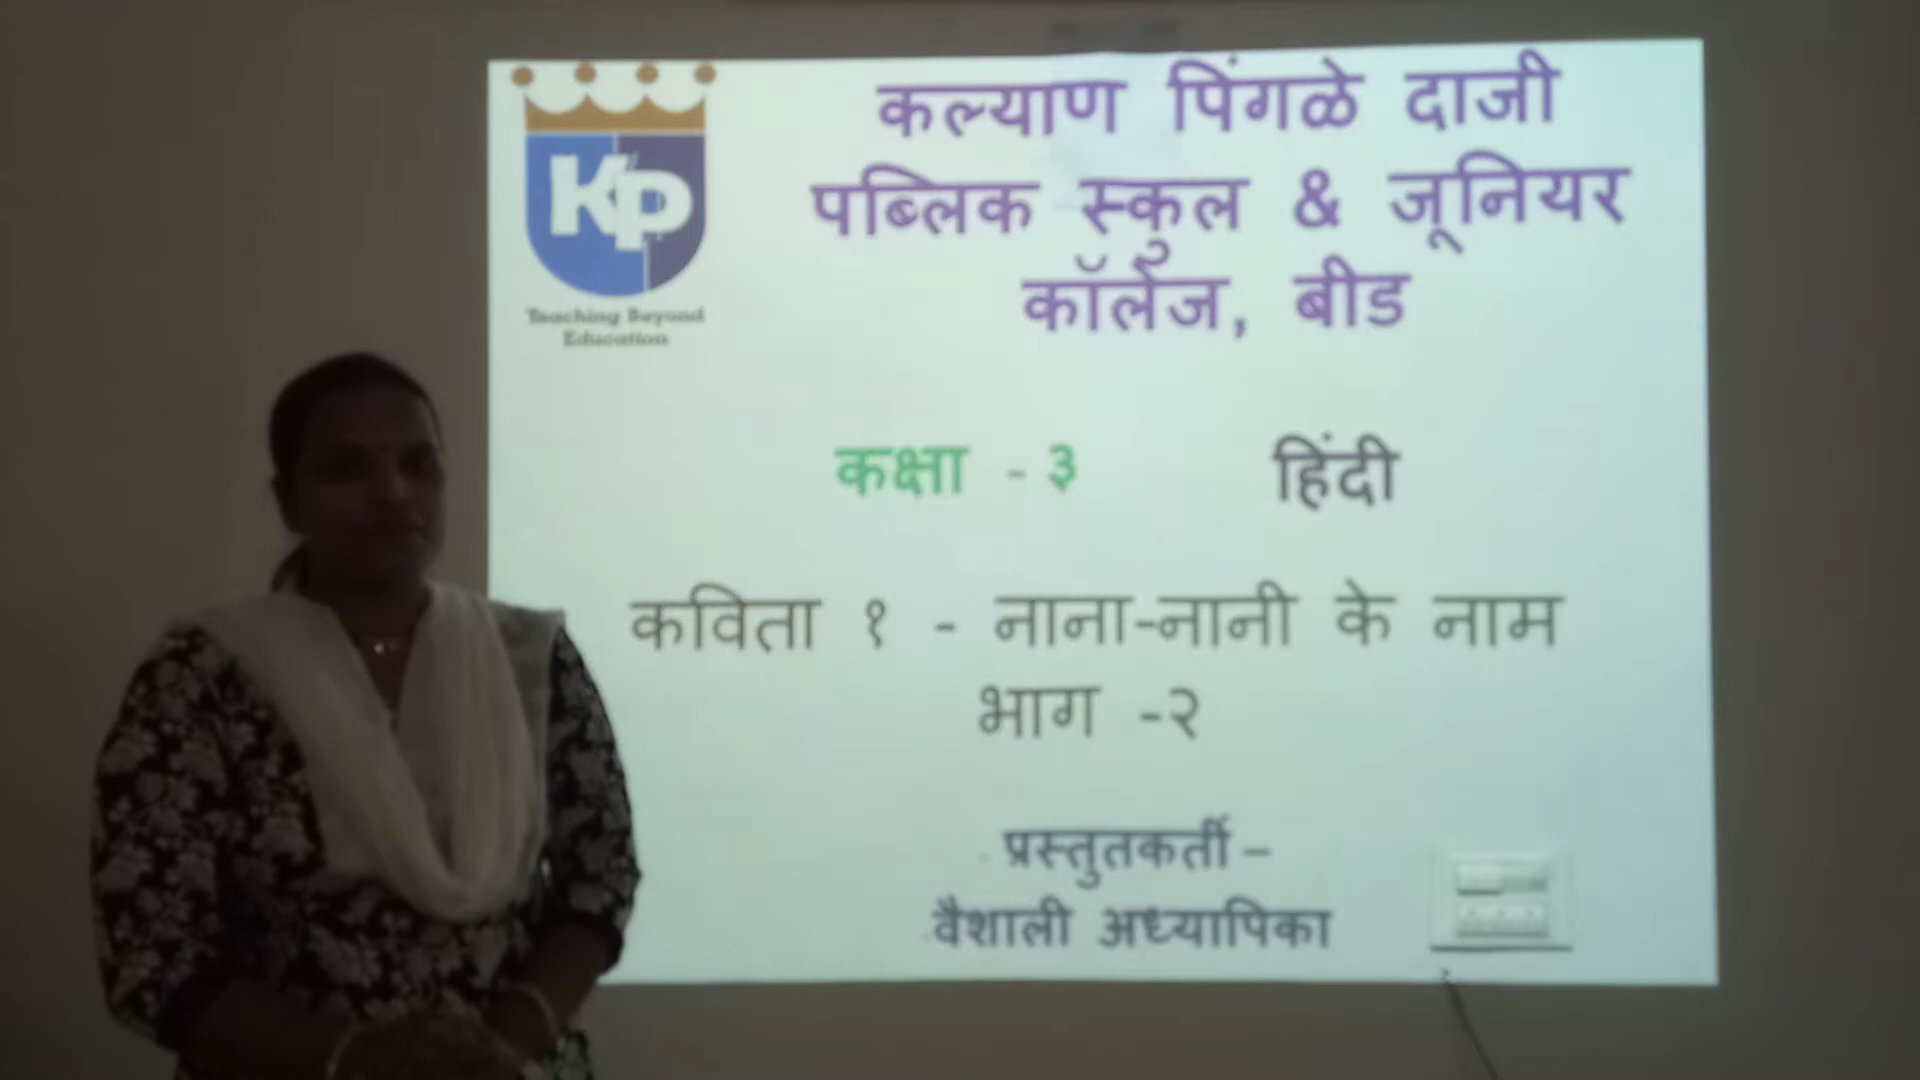 KP
Teaching Beyond
Education
कल्याण पिंगळे दाजी
पब्लिक स्कुल & जूनियर
कॉलेज, बीड
कक्षा - ३ हिंदी
कविता १ - नाना-नानी के नाम
भाग -२
प्रस्तुतकर्ती –
वैशाली अध्यापिका